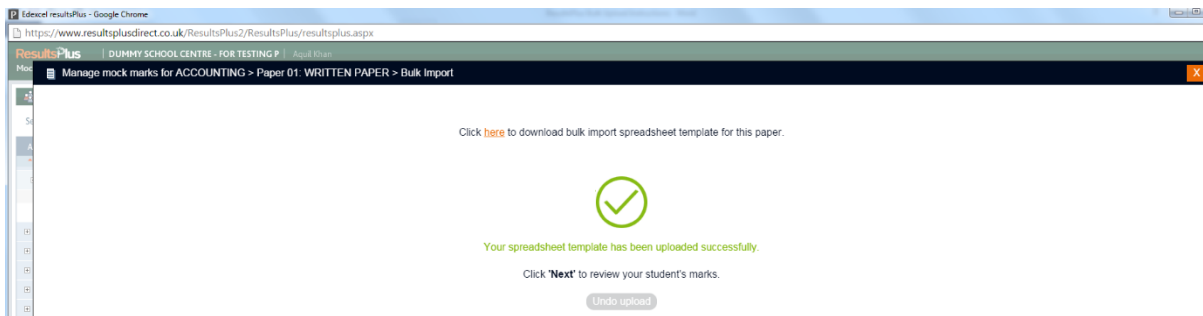 Edexcel resultsPlus - Google Chrome
https://www.resultsplusdirect.co.uk/ResultsPlus2/ResultsPlus/resultsplus.aspx
ResultsPlus | DUMMY SCHOOL CENTRE - FOR TESTING P | Aquil Khan
Moc
Manage mock marks for ACCOUNTING > Paper 01: WRITTEN PAPER > Bulk Import
X
Click here to download bulk import spreadsheet template for this paper.
Your spreadsheet template has been uploaded successfully.
Click 'Next' to review your student's marks.
Undo upload